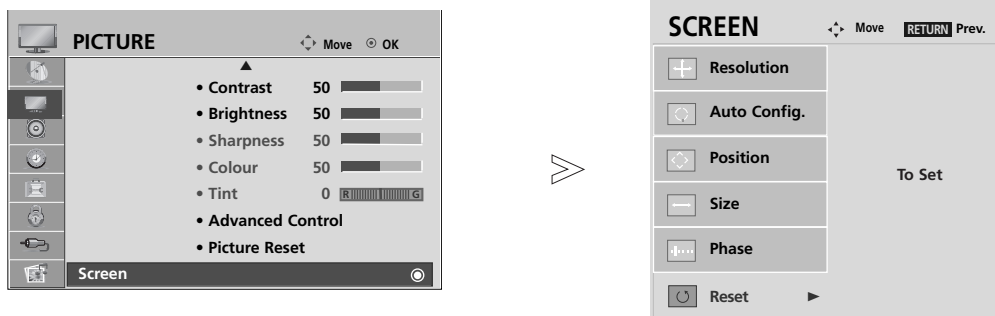 PICTURE
Move OK
• Contrast 50
• Brightness 50
• Sharpness 50
• Colour 50
• Tint 0 R G
• Advanced Control
• Picture Reset
Screen
SCREEN
Move RETURN Prev.
Resolution
Auto Config.
Position
Size
Phase
Reset
To Set